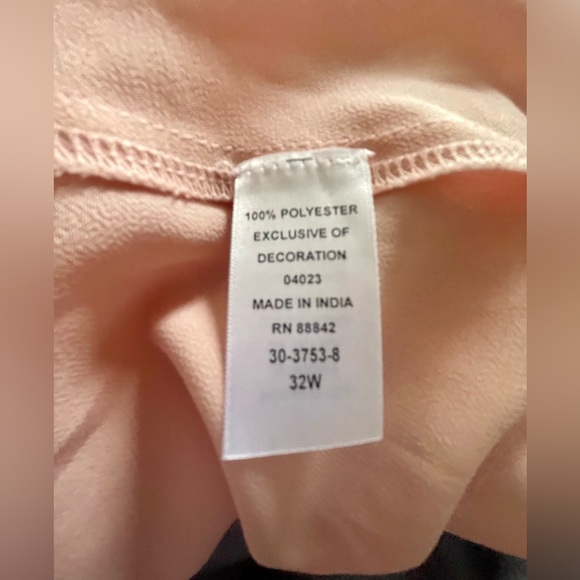 100% POLYESTER
EXCLUSIVE OF
DECORATION
04023
MADE IN INDIA
RN 88842
30-3753-8
32W